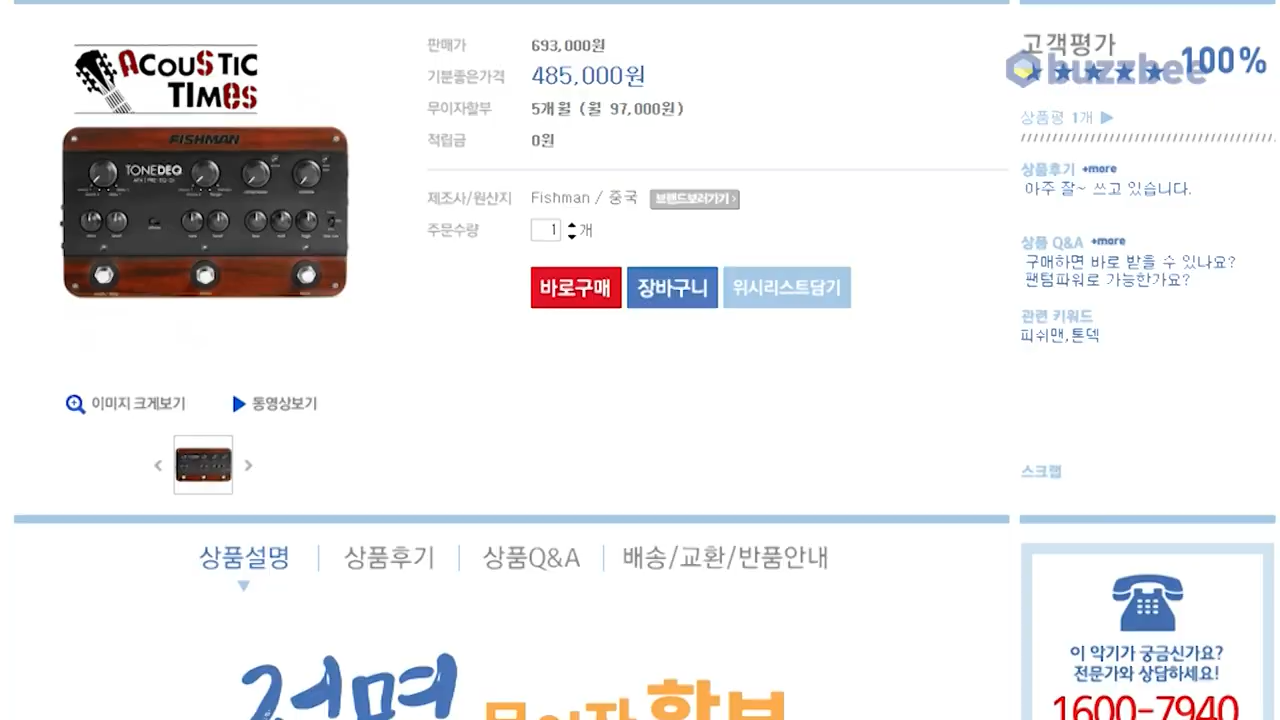 ACOUSTIC
TIMES
FISHMAN
TONEDEQ
AFX | PRE-EQ-DI
이미지 크게보기
동영상보기
판매가 693,000원
기분좋은가격 485,000원
무이자할부 5개월 (월 97,000원)
적립금 0원
제조사/원산지 Fishman / 중국 브랜드보러가기 >
주문수량 1 개
바로구매 장바구니 위시리스트담기
고객평가 100%
buzzbee
상품평 1개
상품후기 +more
아주 잘~ 쓰고 있습니다.
상품 Q&A +more
구매하면 바로 받을 수 있나요?
팬텀파워로 가능한가요?
관련 키워드
피쉬맨,톤덱
스크랩
상품설명 상품후기 상품Q&A 배송/교환/반품안내
이 악기가 궁금신가요?
전문가와 상담하세요!
1600-7940
무이자 할부